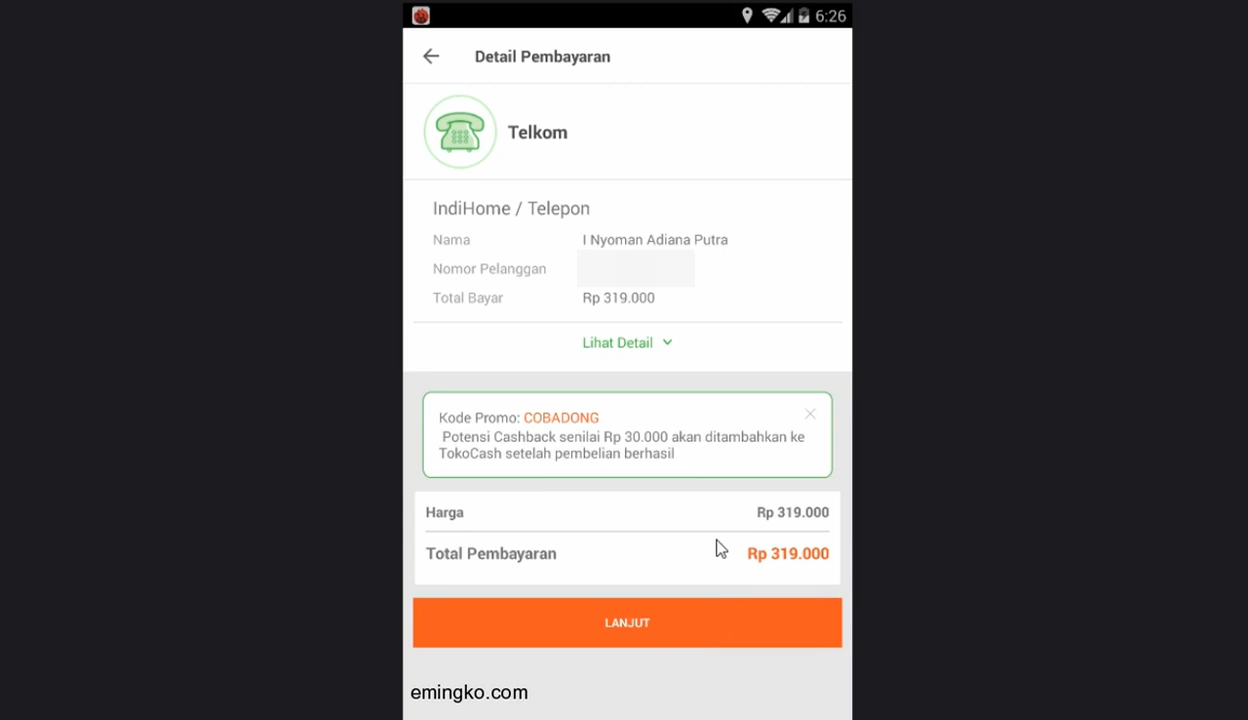 6:26
Detail Pembayaran
Telkom
IndiHome / Telepon
Nama I Nyoman Adiana Putra
Nomor Pelanggan
Total Bayar Rp 319.000
Lihat Detail
Kode Promo: COBADONG
Potensi Cashback senilai Rp 30.000 akan ditambahkan ke
TokoCash setelah pembelian berhasil
Harga Rp 319.000
Total Pembayaran Rp 319.000
LANJUT
emingko.com